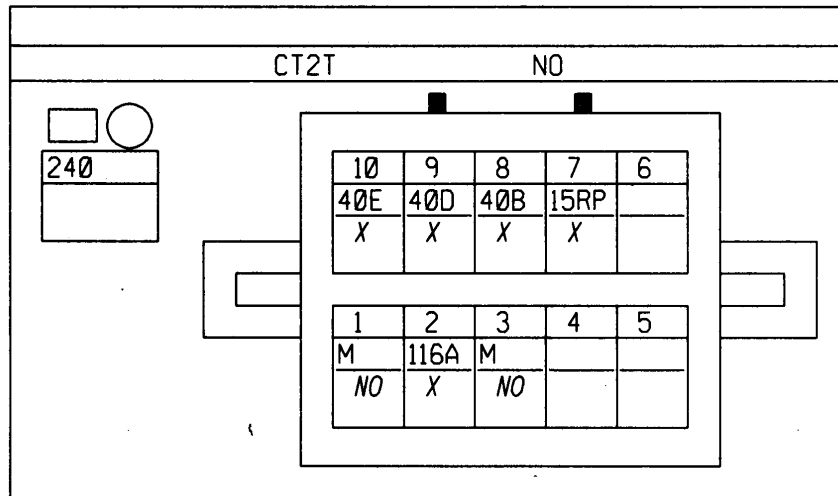 CT2T NO
240
10 9 8 7 6
40E 40D 40B 15RP
X X X X
1 2 3 4 5
M 116A M
NO X NO